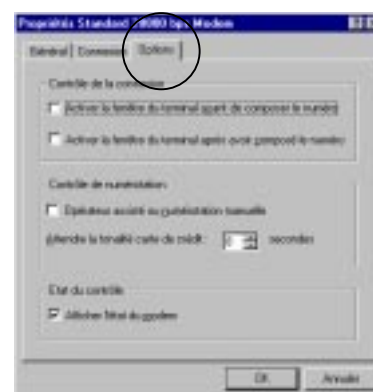 Propriétés Standard 28800 bps Modem
Général Connexion Options
Contrôle de la connexion
Activer la fenêtre du terminal avant de composer le numéro
Activer la fenêtre du terminal après avoir composé le numéro
Contrôle de numérotation
Opérateur assisté ou numérotation manuelle
Attendre la tonalité carte de crédit : secondes
Etat du contrôle
Afficher l'état du modem
OK Annuler